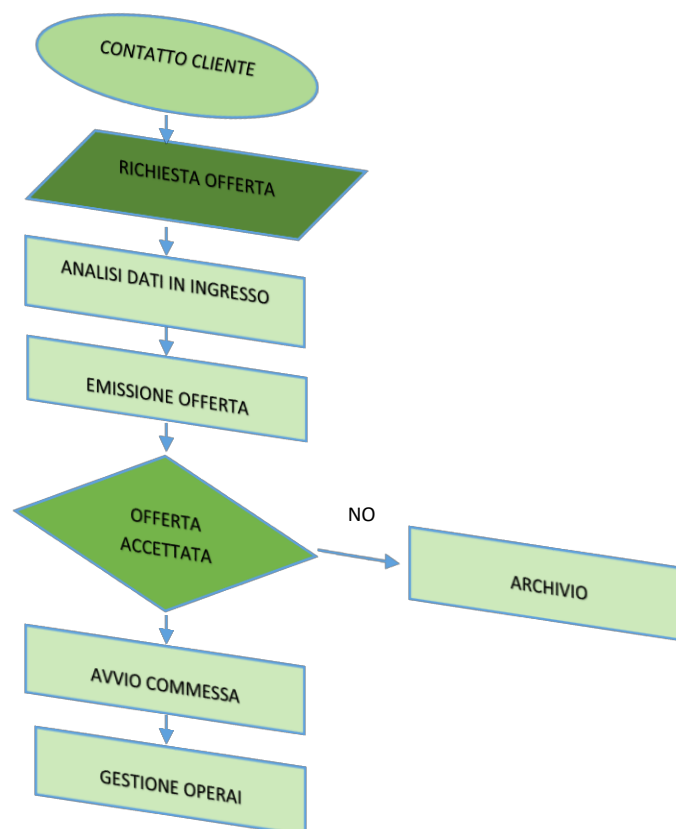 CONTATTO CLIENTE
RICHIESTA OFFERTA
ANALISI DATI IN INGRESSO
EMISSIONE OFFERTA
OFFERTA
ACCETTATA
NO
ARCHIVIO
AVVIO COMMESSA
GESTIONE OPERAI